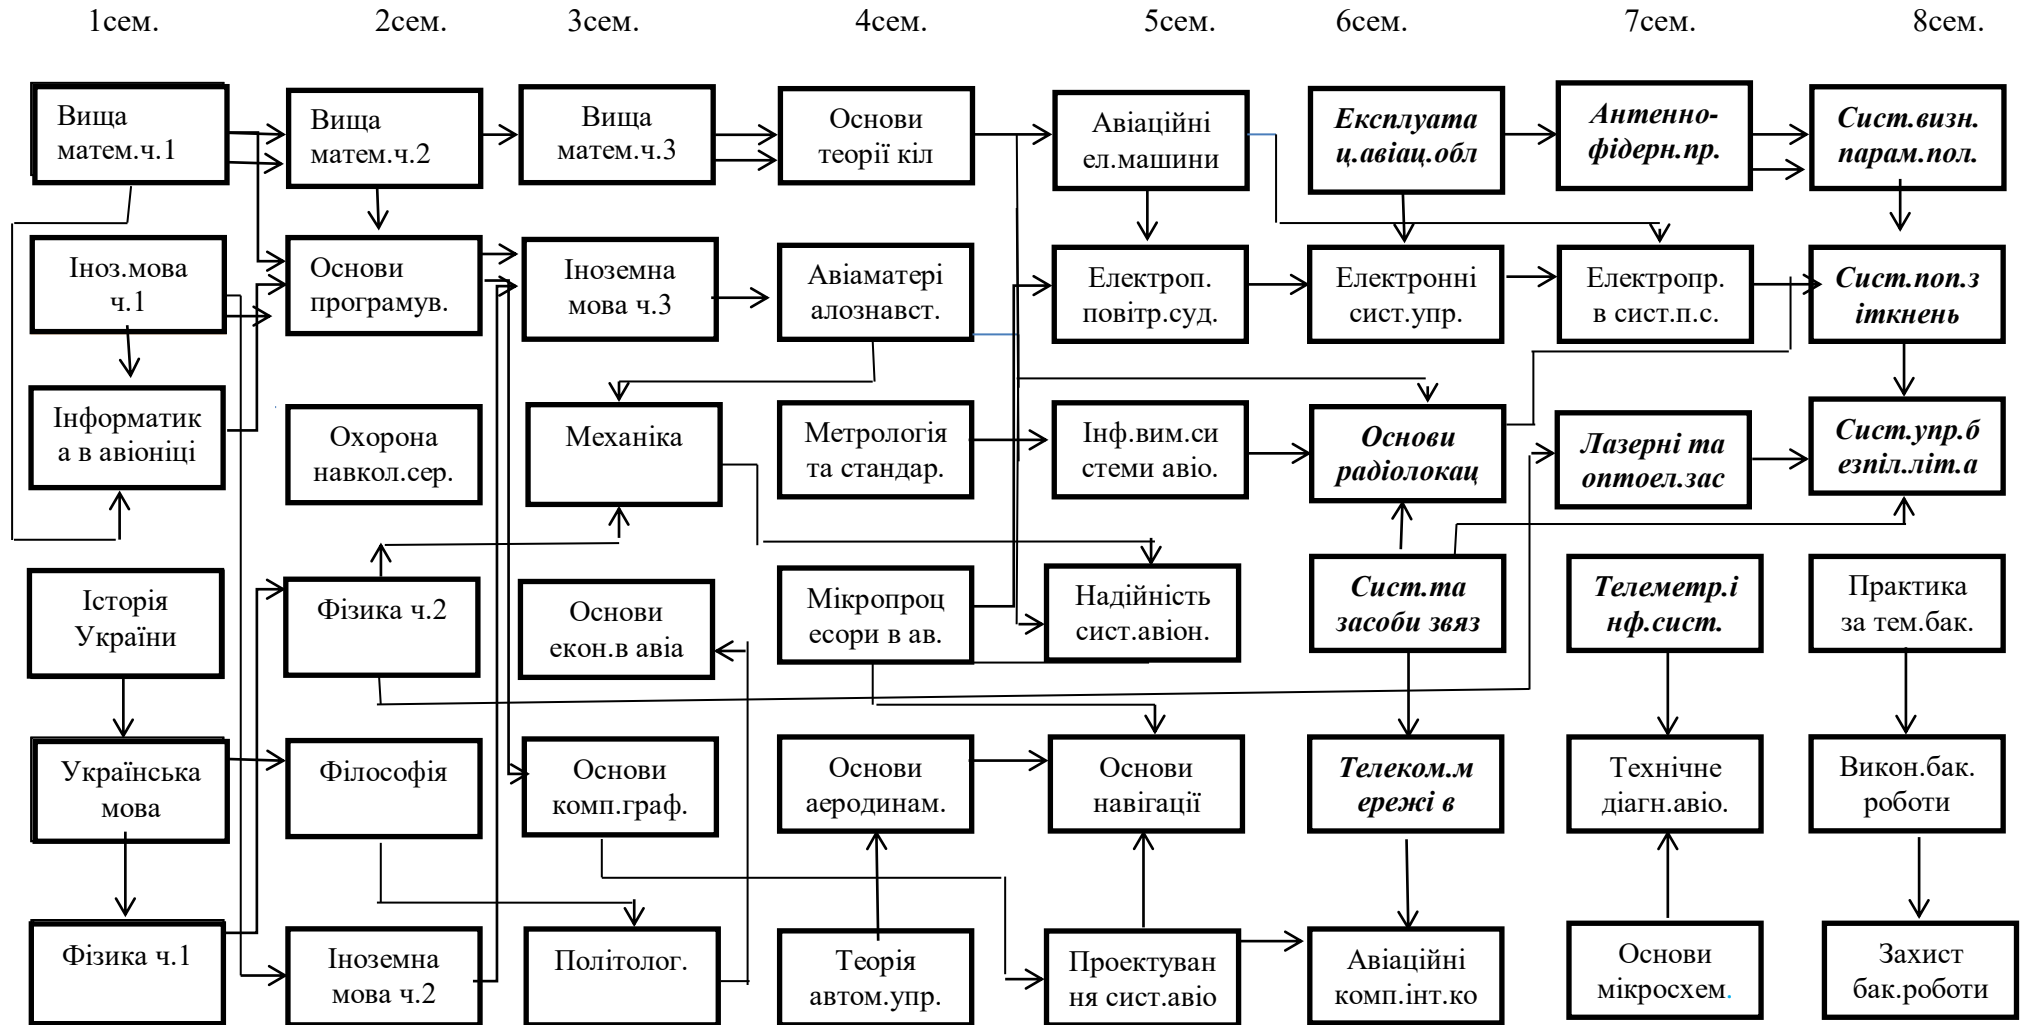 1сем. 2сем. 3сем. 4сем. 5сем. 6сем. 7сем. 8сем.
Вища
матем.ч.1
Вища
матем.ч.2
Вища
матем.ч.3
Основи
теорії кіл
Авіаційні
ел.машини
Експлуата
ц.авіац.обл
Антенно-
фідерн.пр.
Сист.визн.
парам.пол.
Іноз.мова
ч.1
Основи
програмув.
Іноземна
мова ч.3
Авіаматері
алознавст.
Електроп.
повітр.суд.
Електронні
сист.упр.
Електропр.
в сист.п.с.
Сист.поп.з
іткнень
Інформатик
а в авіоніці
Охорона
навкол.сер.
Механіка
Метрологія
та стандар.
Інф.вим.си
стеми авіо.
Основи
радіолокац
Лазерні та
оптоел.зас
Сист.упр.б
езпіл.літ.а
Історія
України
Фізика ч.2
Основи
екон.в авіа
Мікропроц
есори в ав.
Надійність
сист.авіон.
Сист.та
засоби звяз
Телеметр.і
нф.сист.
Практика
за тем.бак.
Українська
мова
Філософія
Основи
комп.граф.
Основи
аеродинам.
Основи
навігації
Телеком.м
ережі в
Технічне
діагн.авіо.
Викон.бак.
роботи
Фізика ч.1
Іноземна
мова ч.2
Політолог.
Теорія
автом.упр.
Проектуван
ня сист.авіо
Авіаційні
комп.інт.ко
Основи
мікросхем.
Захист
бак.роботи